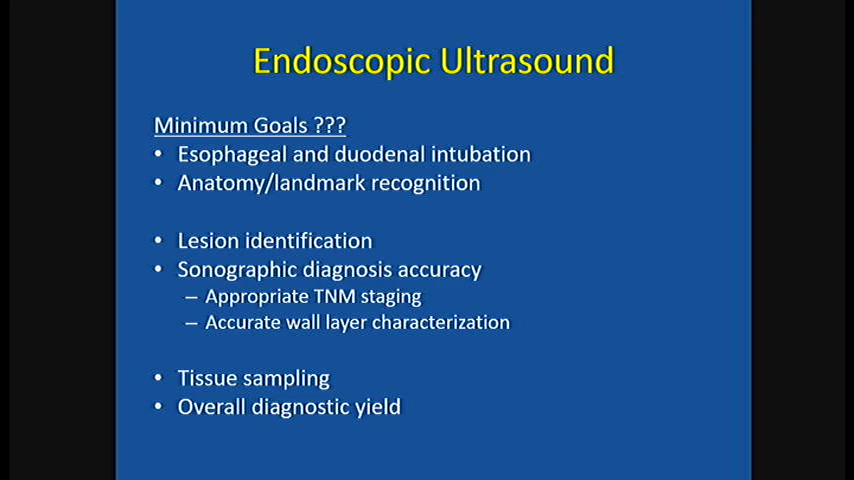 Endoscopic Ultrasound
Minimum Goals ???
• Esophageal and duodenal intubation
• Anatomy/landmark recognition
• Lesion identification
• Sonographic diagnosis accuracy
– Appropriate TNM staging
– Accurate wall layer characterization
• Tissue sampling
• Overall diagnostic yield